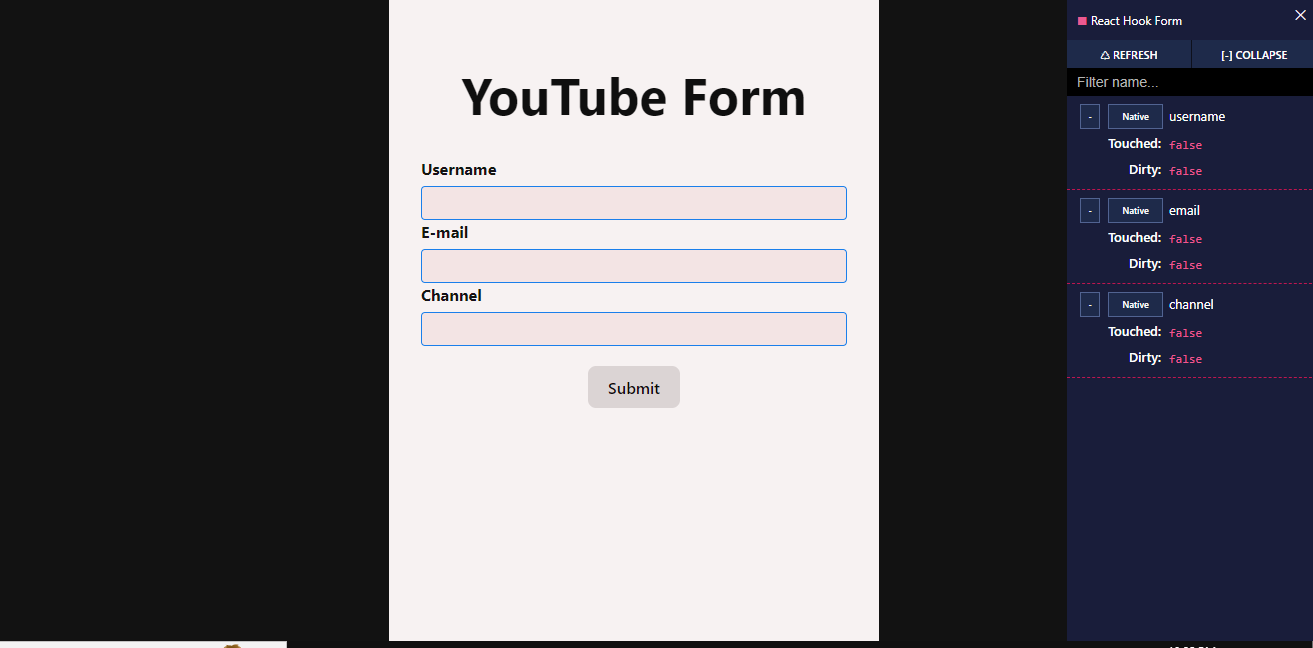 YouTube Form
Username
E-mail
Channel
Submit
React Hook Form
♺ REFRESH
[-] COLLAPSE
Filter name...
- Native username
Touched: false
Dirty: false
- Native email
Touched: false
Dirty: false
- Native channel
Touched: false
Dirty: false